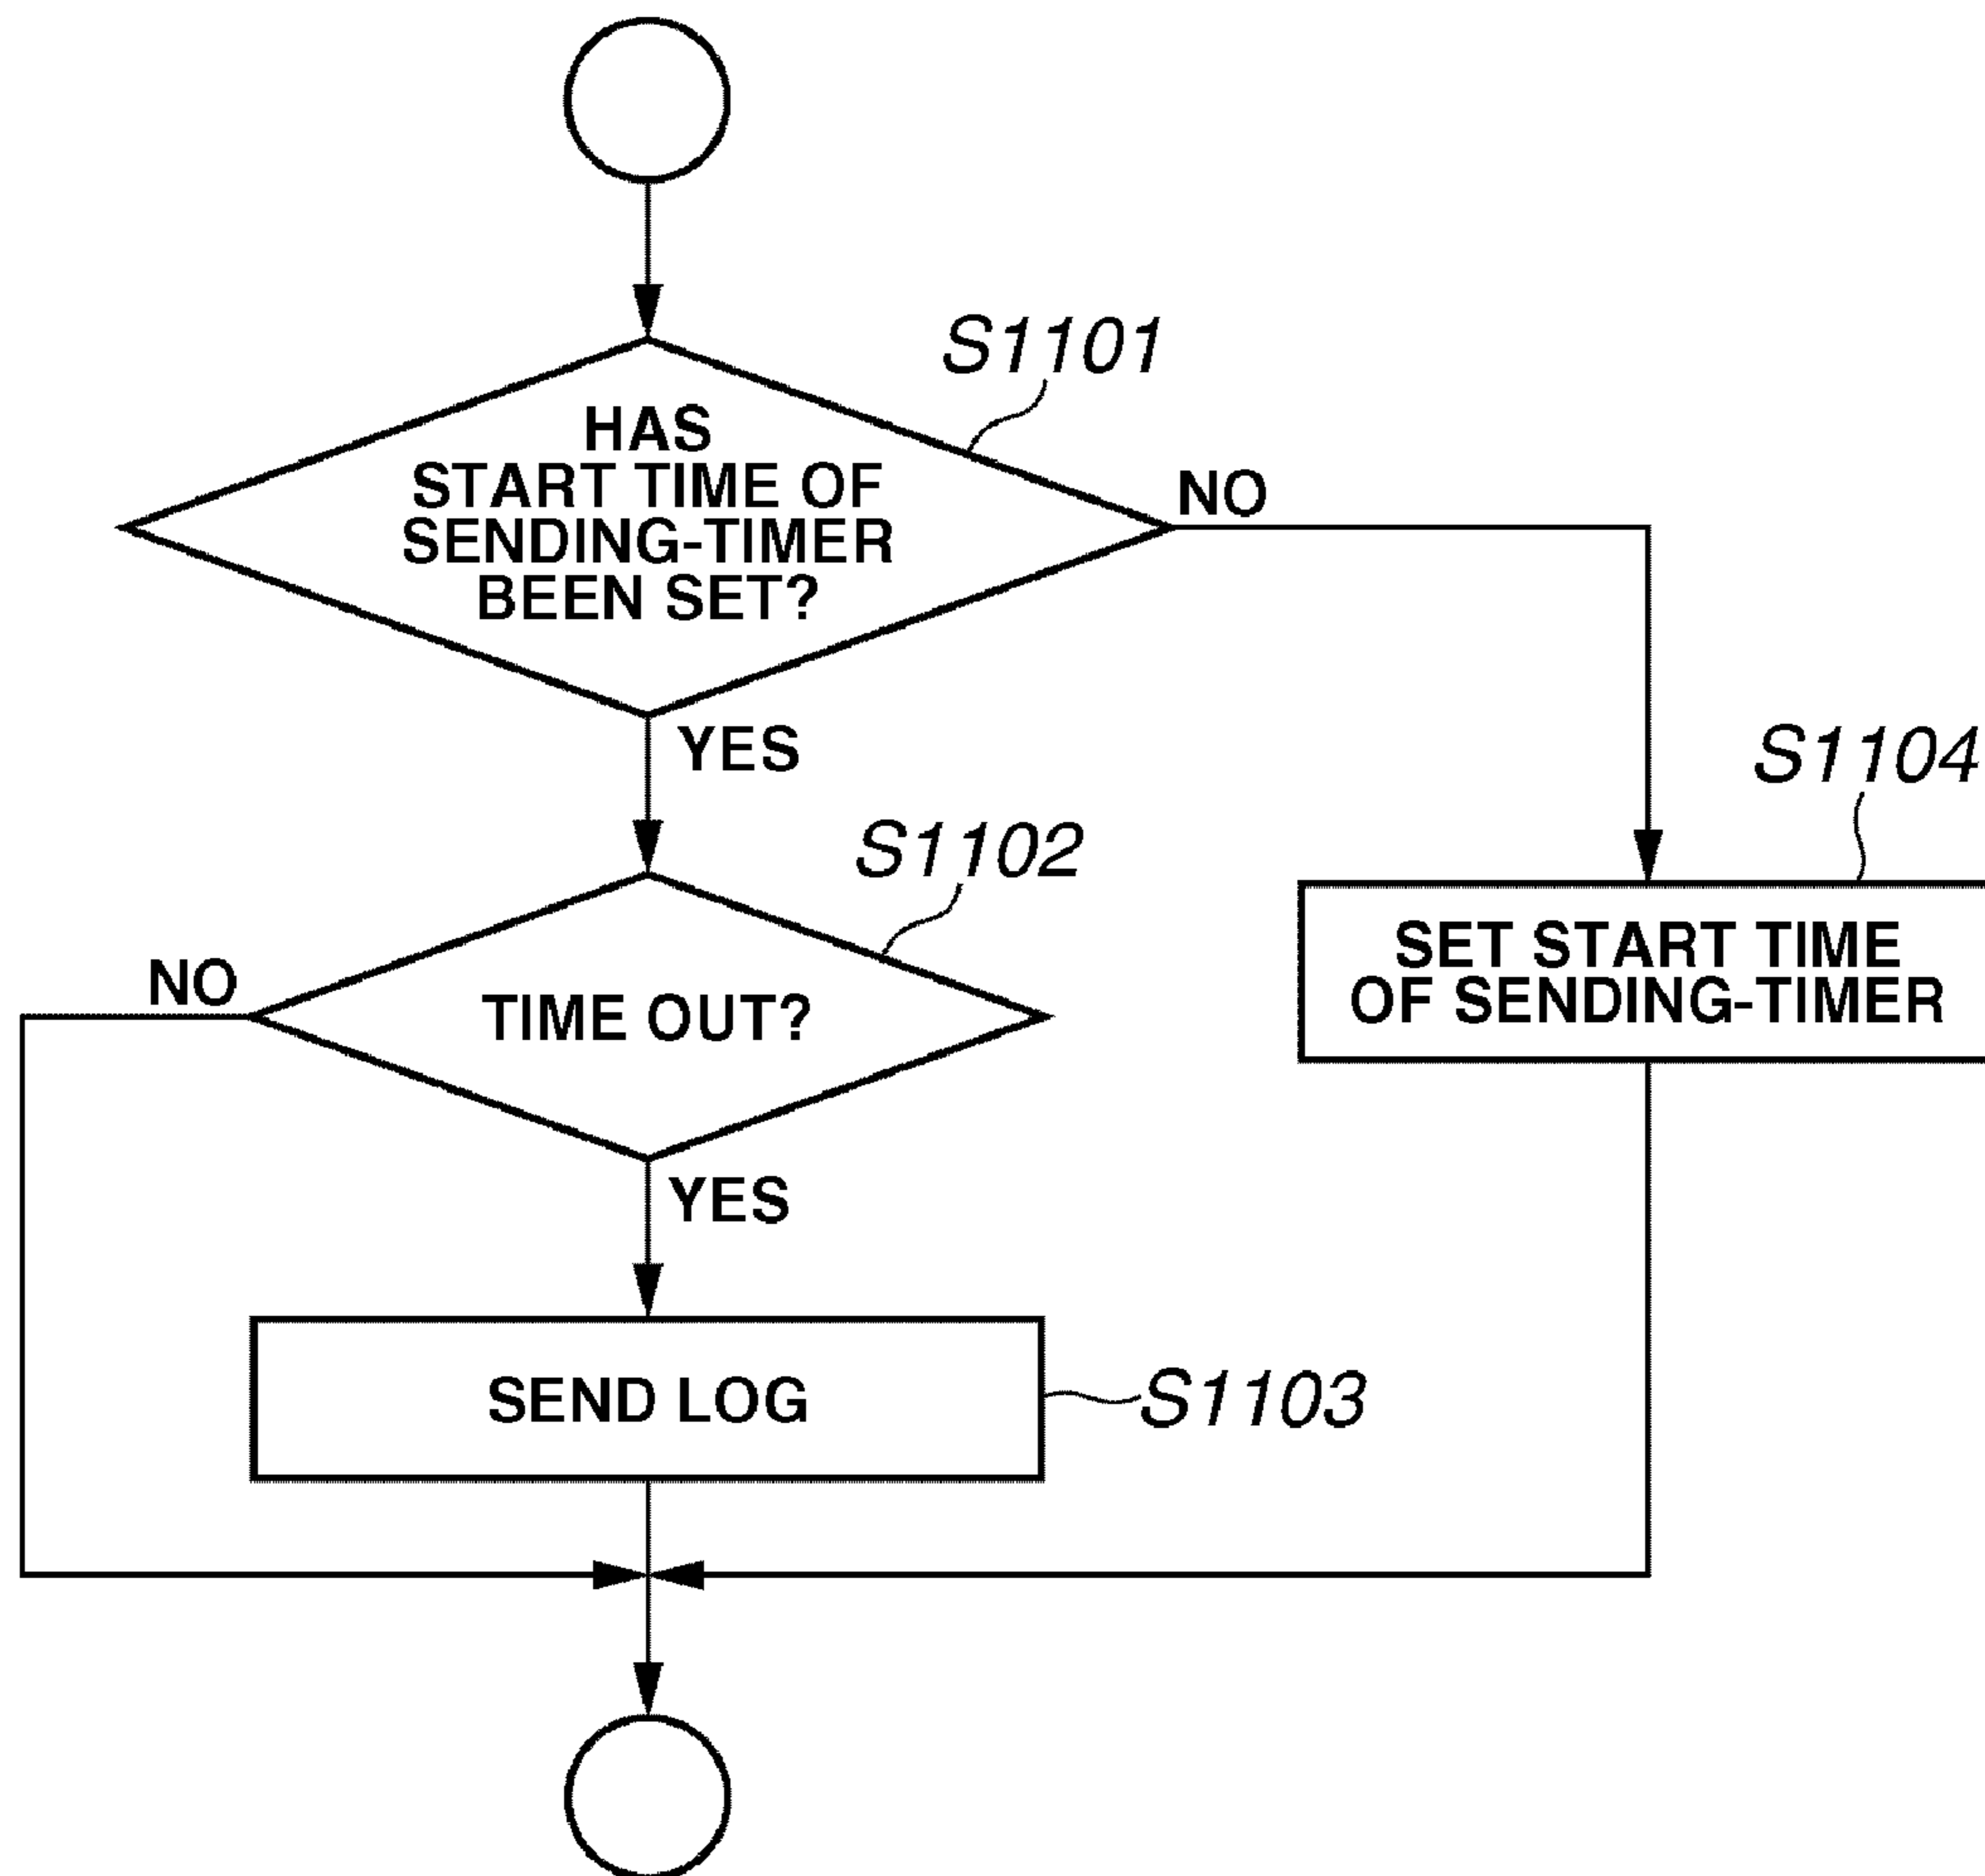 S1101
HAS
START TIME OF
SENDING-TIMER
BEEN SET?
NO
YES
S1104
SET START TIME
OF SENDING-TIMER
S1102
NO
TIME OUT?
YES
SEND LOG
S1103